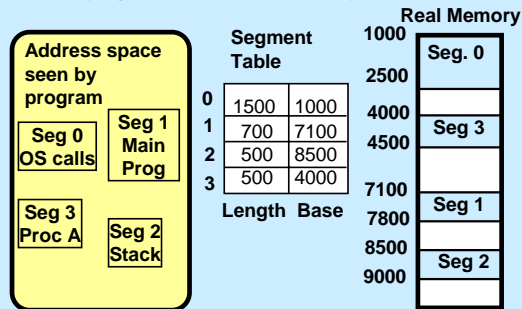 Address space
seen by
program
Seg 0
OS calls
Seg 1
Main
Prog
Seg 3
Proc A
Seg 2
Stack
Segment
Table
0 1500 1000
1 700 7100
2 500 8500
3 500 4000
Length Base
Real Memory
1000
Seg. 0
2500
4000
Seg 3
4500
7100
Seg 1
7800
8500
Seg 2
9000